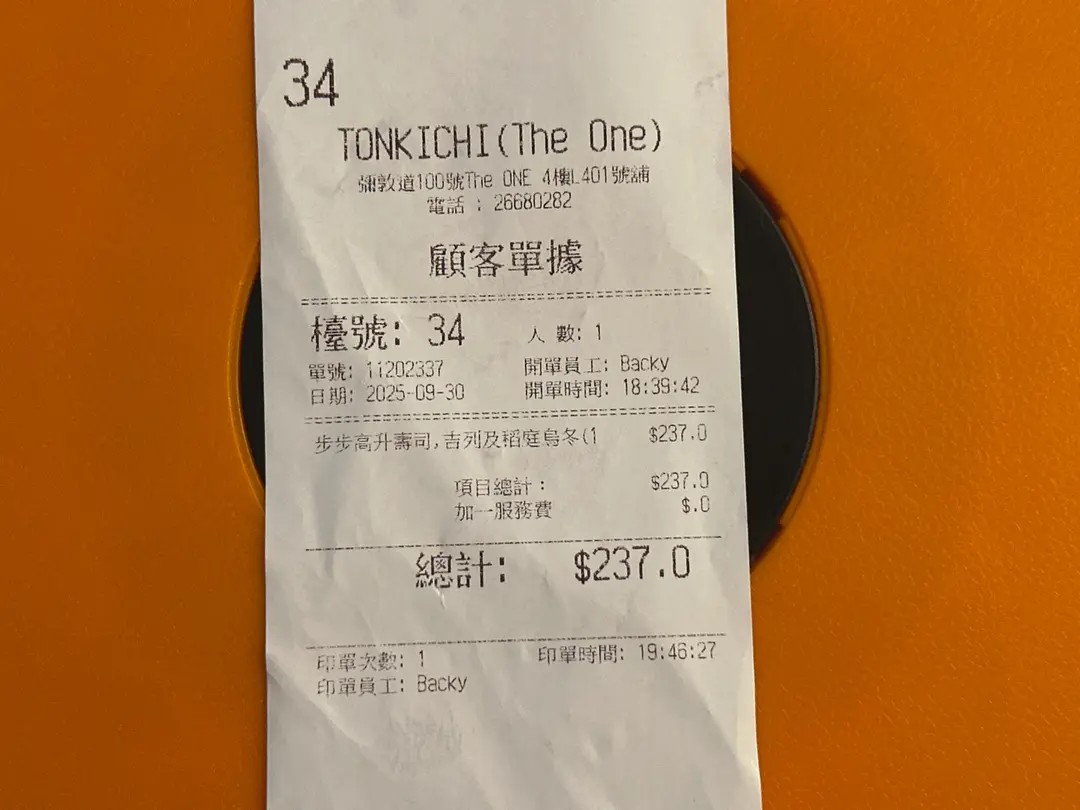 34
TONKICHI(The One)
彌敦道100號The ONE 4樓L401號舖
電話 : 26680282
顧客單據
檯號: 34 人 數: 1
單號: 11202337 開單員工: Backy
日期: 2025-09-30 開單時間: 18:39:42
步步高升壽司,吉列及稻庭烏冬(1 $237.0
項目總計: $237.0
加一服務費 $.0
總計: $237.0
印單次數: 1 印單時間: 19:46:27
印單員工: Backy